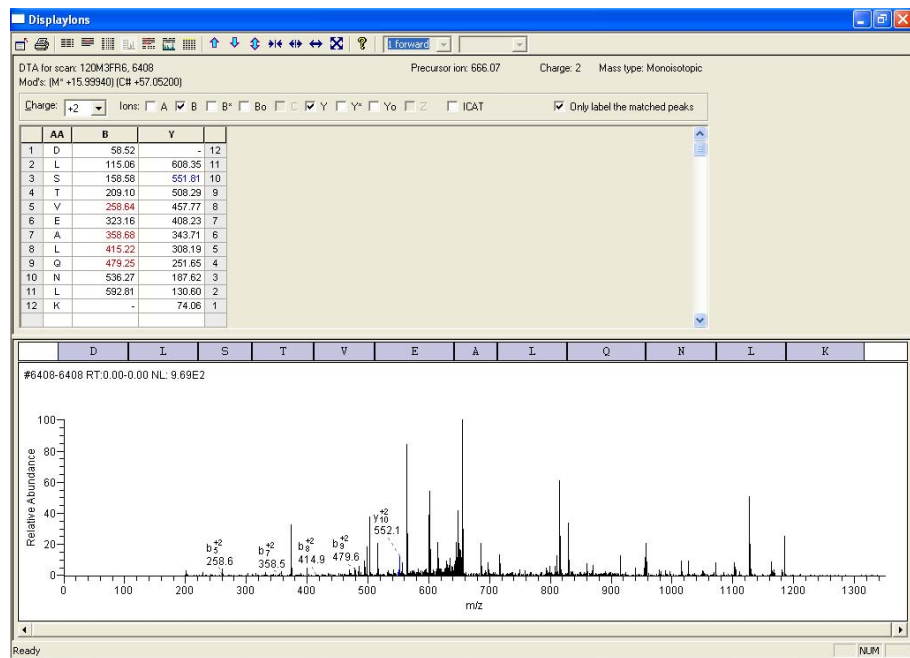 DisplayIons
1 forward
DTA for scan: 120M3FR6, 6408 Precursor ion: 666.07 Charge: 2 Mass type: Monoisotopic
Mod's: (M* +15.99940) (C# +57.05200)
Charge: +2 Ions: A B B* Bo C Y Y* Yo Z ICAT Only label the matched peaks
AA B Y
1 D 58.52 - 12
2 L 115.06 608.35 11
3 S 158.58 551.81 10
4 T 209.10 508.29 9
5 V 258.64 457.77 8
6 E 323.16 408.23 7
7 A 358.68 343.71 6
8 L 415.22 308.19 5
9 Q 479.25 251.65 4
10 N 536.27 187.62 3
11 L 592.81 130.60 2
12 K - 74.06 1
D L S T V E A L Q N L K
#6408-6408 RT:0.00-0.00 NL: 9.69E2
100
80
60
40
20
0
Relative Abundance
b5+2
258.6
b7+2
358.5
b8+2
414.9
b9+2
479.6
y10+2
552.1
0 100 200 300 400 500 600 700 800 900 1000 1100 1200 1300
m/z
Ready NUM